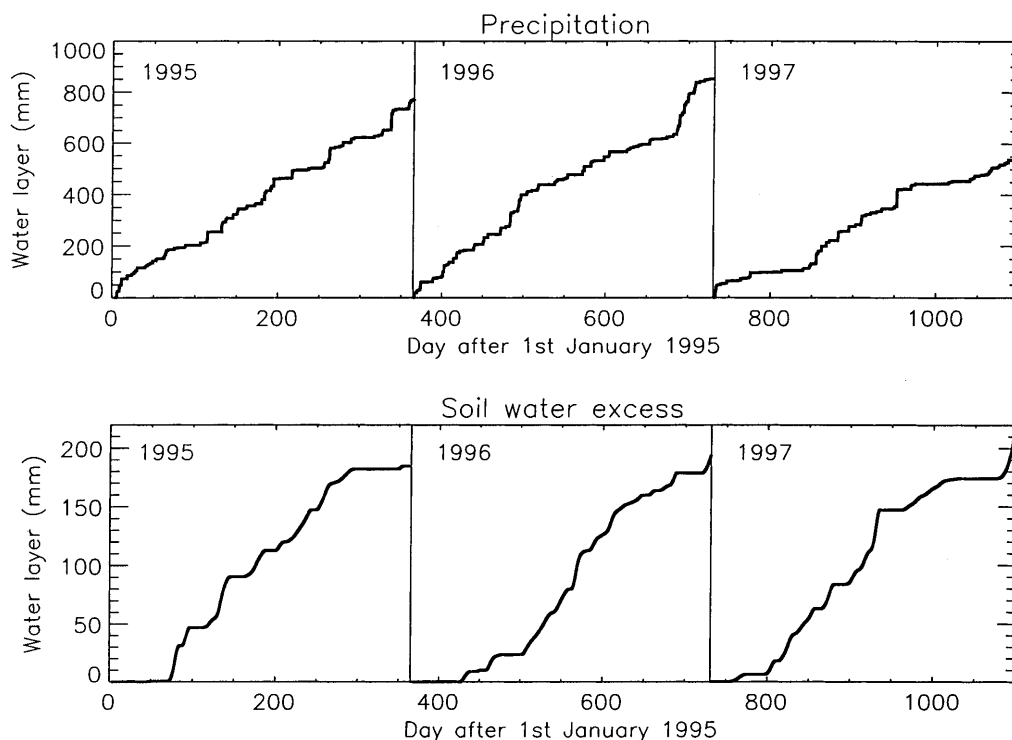 Precipitation
1995 1996 1997
1000
800
600
400
200
0
Water layer (mm)
0 200 400 600 800 1000
Day after 1st January 1995
Soil water excess
1995 1996 1997
200
150
100
50
0
Water layer (mm)
0 200 400 600 800 1000
Day after 1st January 1995